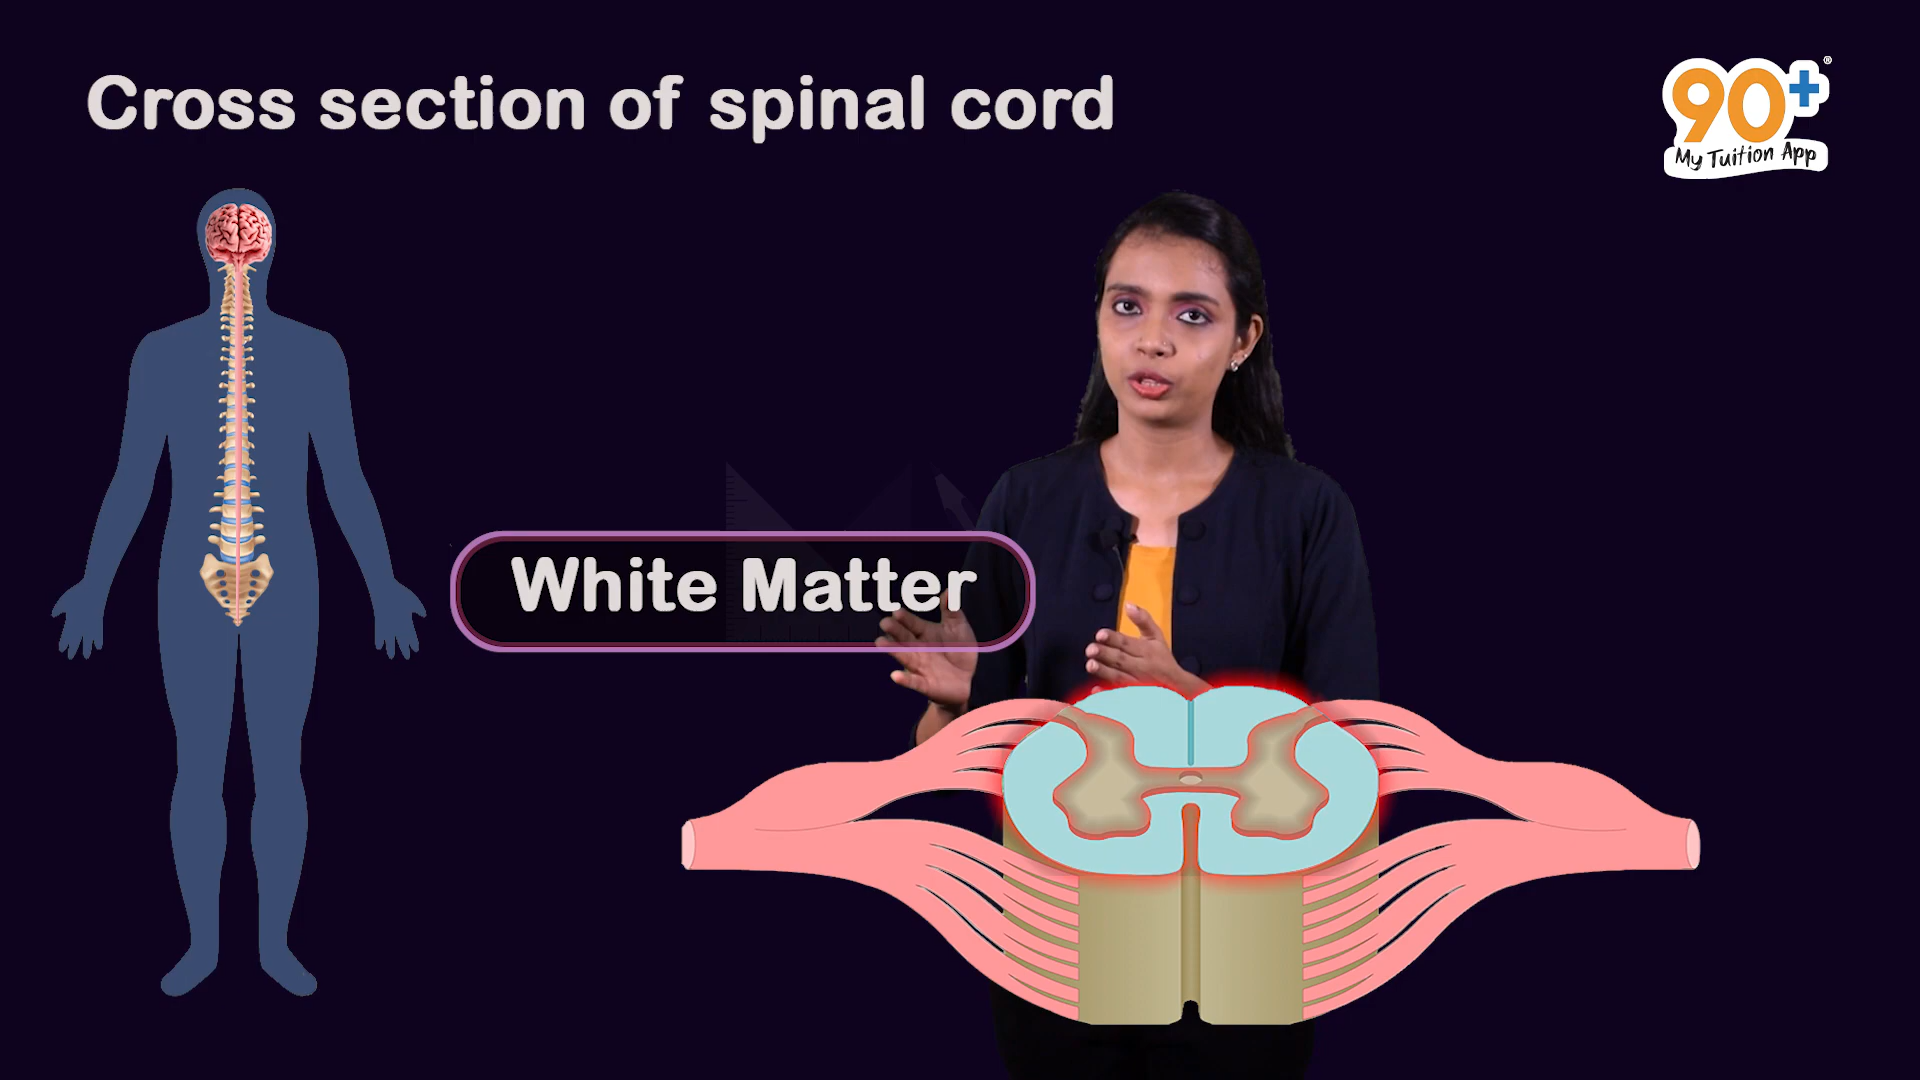 Cross section of spinal cord
90+
®
My Tuition App
White Matter